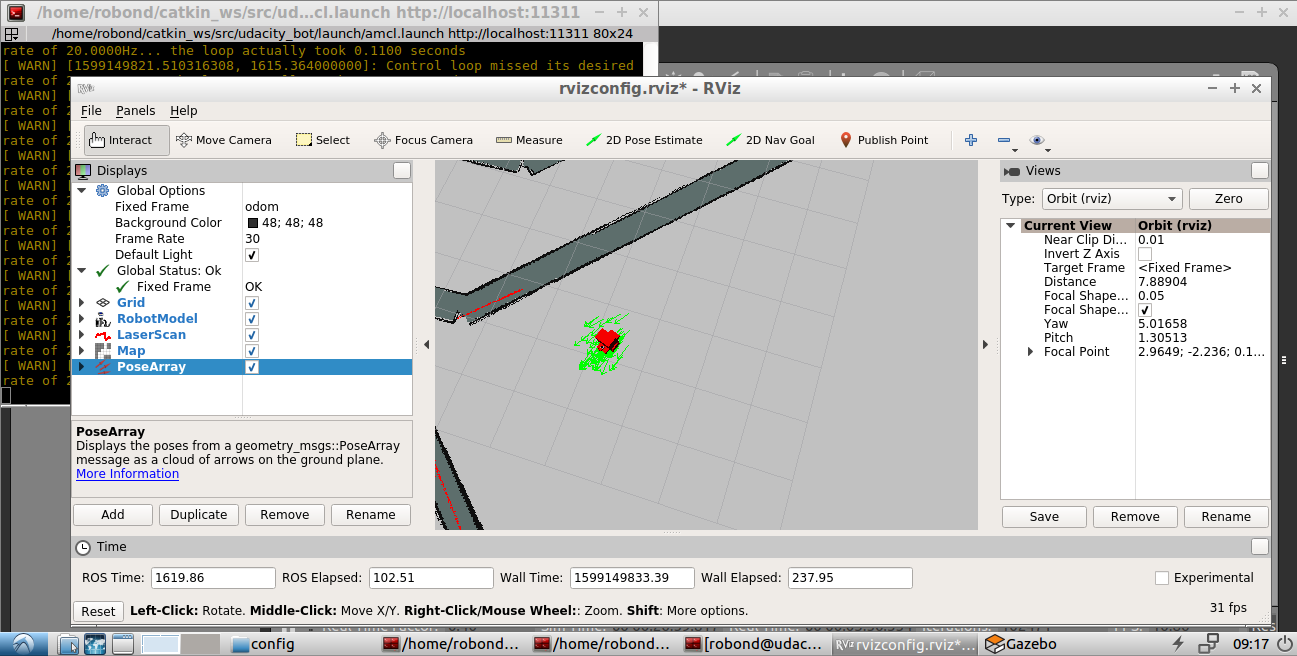 /home/robond/catkin_ws/src/ud...cl.launch http://localhost:11311
/home/robond/catkin_ws/src/udacity_bot/launch/amcl.launch http://localhost:11311 80x24
rate of 20.0000Hz... the loop actually took 0.1100 seconds
[ WARN] [1599149821.510316308, 1615.364000000]: Control loop missed its desired
rate of 2
[ WARN]
rate of 2
[ WARN]
rate of 2
[ WARN]
rate of 2
[ WARN]
rate of 2
[ WARN]
rate of 2
[ WARN]
rate of 2
[ WARN]
rate of 2
[ WARN]
rate of 2
[ WARN]
rate of 2
[ WARN]
rate of 2
RViz
rvizconfig.rviz* - RViz
File Panels Help
Interact Move Camera Select Focus Camera Measure 2D Pose Estimate 2D Nav Goal Publish Point
Displays
Global Options
Fixed Frame odom
Background Color 48; 48; 48
Frame Rate 30
Default Light
Global Status: Ok
Fixed Frame OK
Grid
RobotModel
LaserScan
Map
PoseArray
PoseArray
Displays the poses from a geometry_msgs::PoseArray
message as a cloud of arrows on the ground plane.
More Information
Add Duplicate Remove Rename
Views
Type: Orbit (rviz) Zero
Current View Orbit (rviz)
Near Clip Di... 0.01
Invert Z Axis
Target Frame <Fixed Frame>
Distance 7.88904
Focal Shape... 0.05
Focal Shape...
Yaw 5.01658
Pitch 1.30513
Focal Point 2.9649; -2.236; 0.1...
Save Remove Rename
Time
ROS Time: 1619.86 ROS Elapsed: 102.51 Wall Time: 1599149833.39 Wall Elapsed: 237.95 Experimental
Reset Left-Click: Rotate. Middle-Click: Move X/Y. Right-Click/Mouse Wheel:: Zoom. Shift: More options. 31 fps
config /home/robond... /home/robond... [robond@udac... RViz rvizconfig.rviz*... Gazebo 09:17